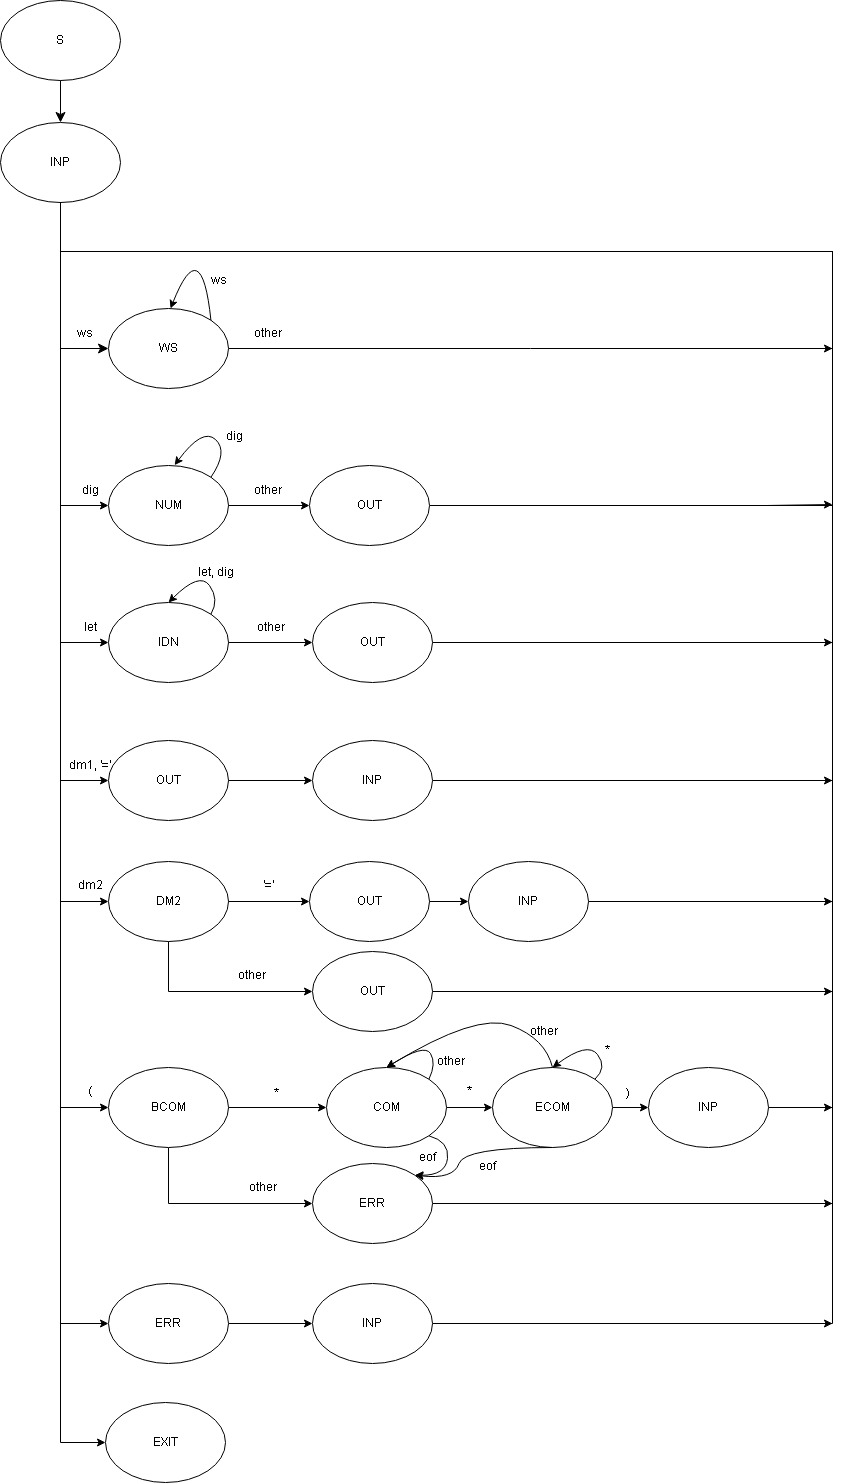 S
INP
ws
ws
WS
other
dig
dig
NUM
other
OUT
let, dig
let
IDN
other
OUT
dm1, '='
OUT
INP
dm2
DM2
'='
OUT
INP
other
OUT
other
other
*
(
BCOM
*
COM
*
ECOM
)
INP
eof
eof
other
ERR
ERR
INP
EXIT